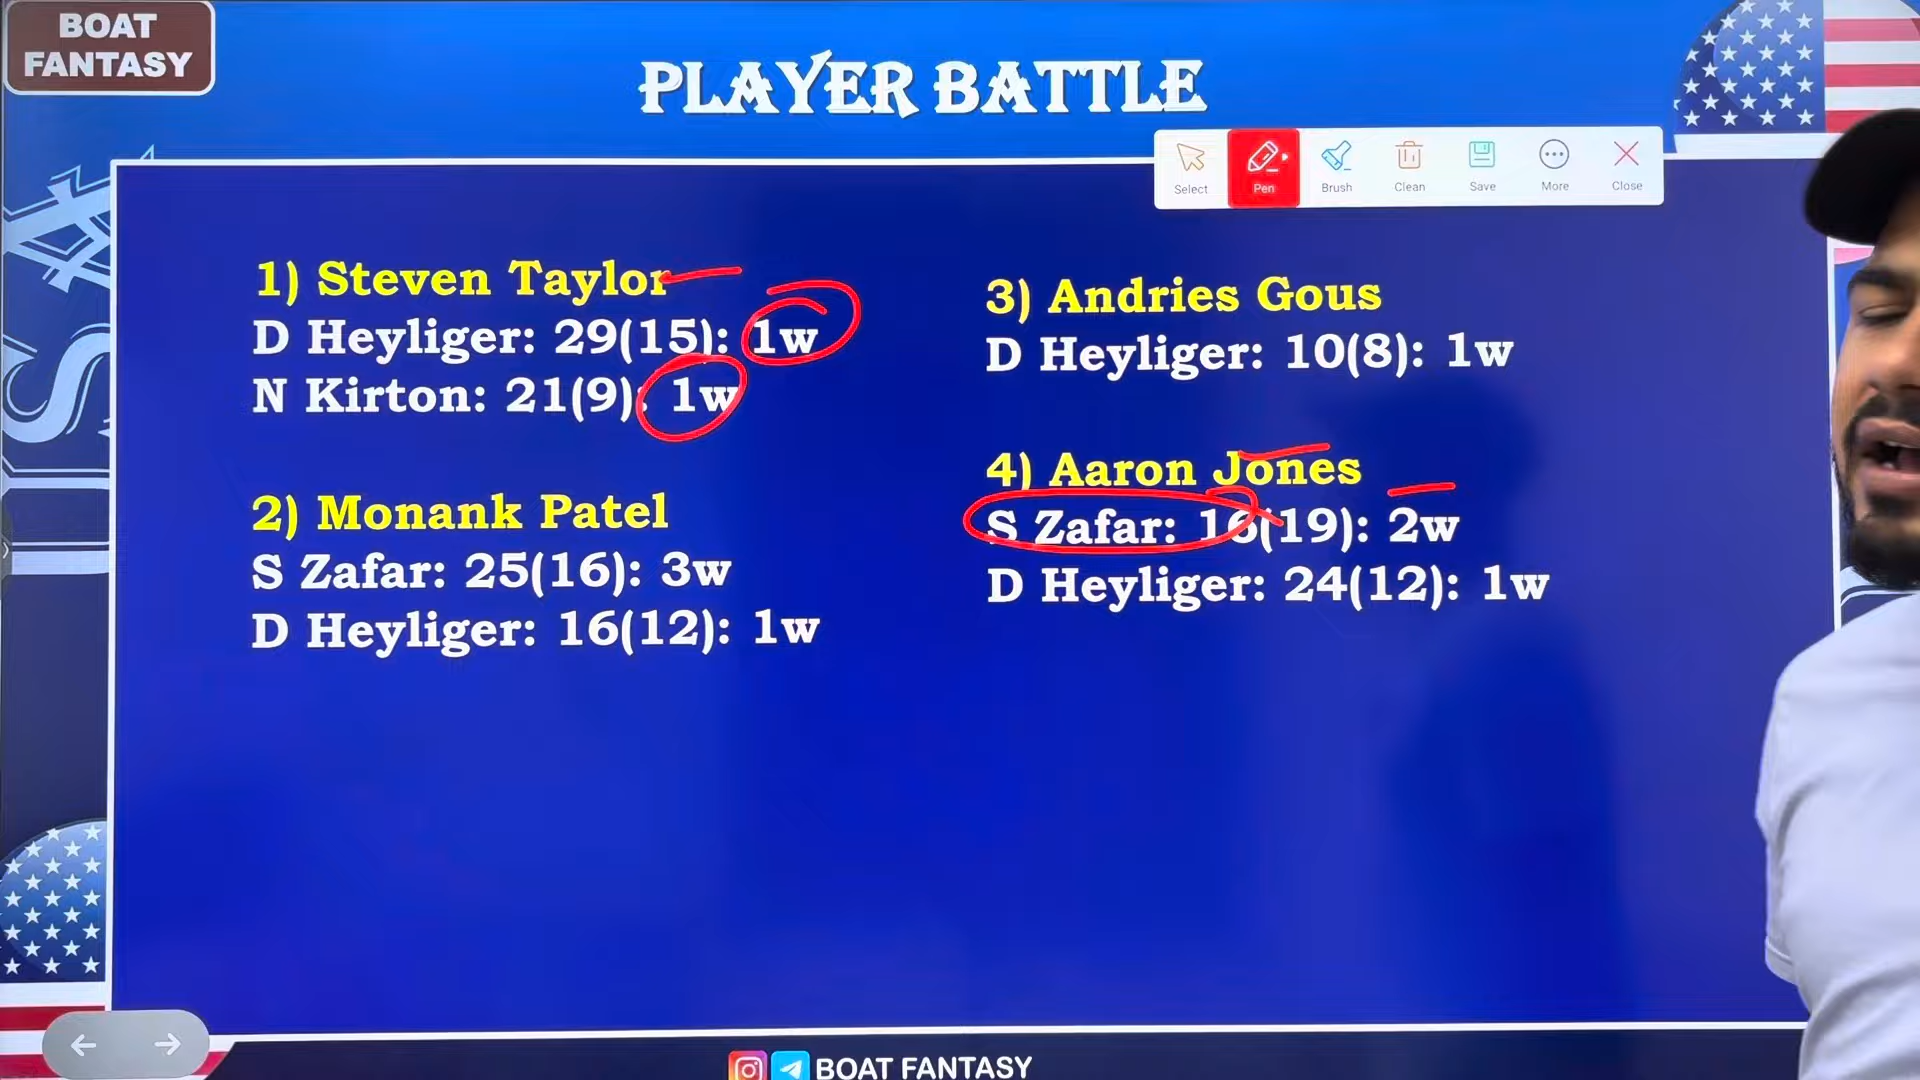 BOAT
FANTASY
PLAYER BATTLE
Select
Pen
Brush
Clean
Save
More
Close
1) Steven Taylor
D Heyliger: 29(15): 1w
N Kirton: 21(9): 1w
2) Monank Patel
S Zafar: 25(16): 3w
D Heyliger: 16(12): 1w
3) Andries Gous
D Heyliger: 10(8): 1w
4) Aaron Jones
S Zafar: 16(19): 2w
D Heyliger: 24(12): 1w
USA
BOAT FANTASY